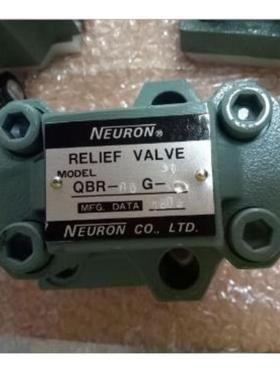 NEURON®
RELIEF VALVE
MODEL
QBR- G-
MFG. DATA
NEURON CO., LTD.